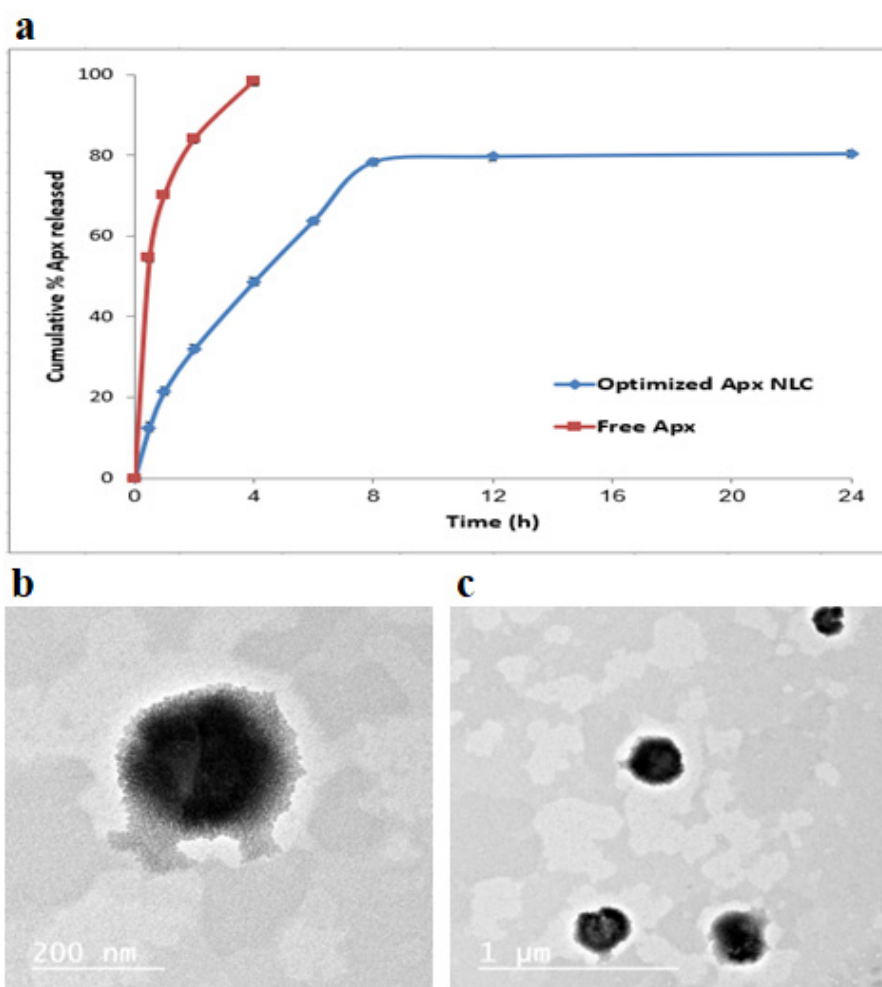 a
100
80
60
40
20
0
Cumulative % Apx released
Optimized Apx NLC
Free Apx
0 4 8 12 16 20 24
Time (h)
b
c
200 nm
1 µm